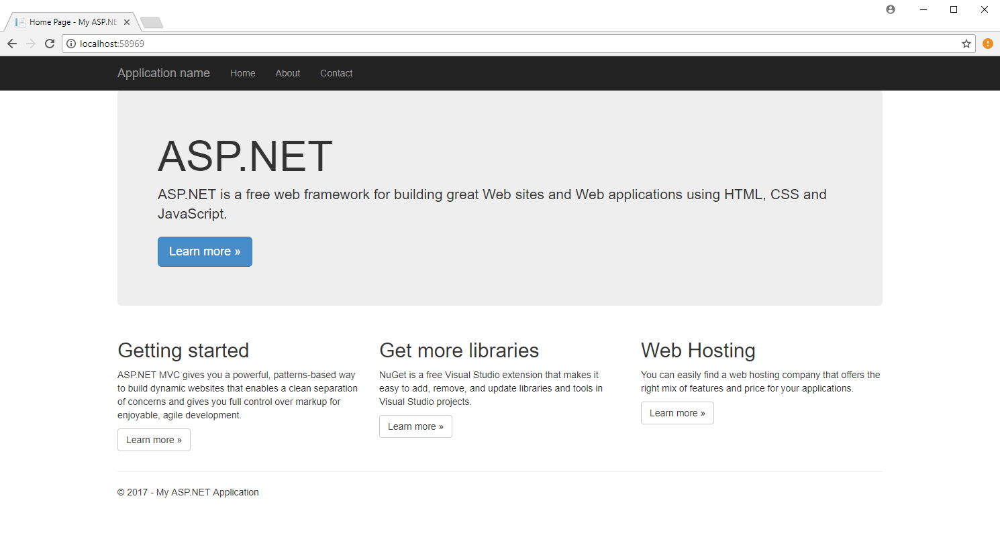 Home Page - My ASP.NE
localhost:58969
Application name Home About Contact
ASP.NET
ASP.NET is a free web framework for building great Web sites and Web applications using HTML, CSS and
JavaScript.
Learn more »
Getting started
ASP.NET MVC gives you a powerful, patterns-based way
to build dynamic websites that enables a clean separation
of concerns and gives you full control over markup for
enjoyable, agile development.
Learn more »
Get more libraries
NuGet is a free Visual Studio extension that makes it
easy to add, remove, and update libraries and tools in
Visual Studio projects.
Learn more »
Web Hosting
You can easily find a web hosting company that offers the
right mix of features and price for your applications.
Learn more »
© 2017 - My ASP.NET Application